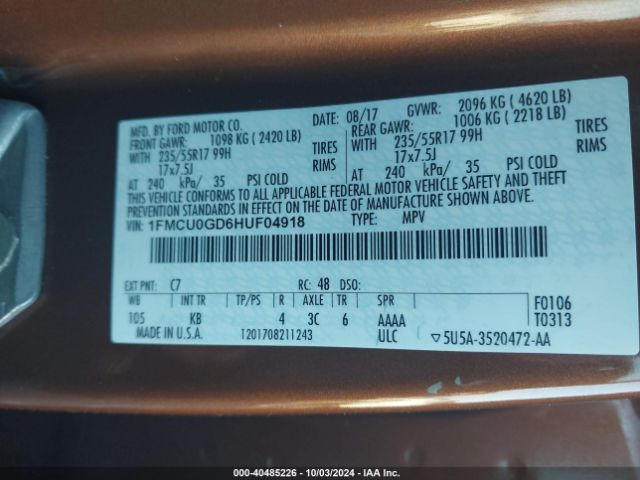 MFD. BY FORD MOTOR CO. DATE: 08/17 GVWR: 2096 KG ( 4620 LB)
FRONT GAWR: 1098 KG ( 2420 LB) REAR GAWR: 1006 KG ( 2218 LB)
WITH 235/55R17 99H TIRES WITH 235/55R17 99H TIRES
17x7.5J RIMS 17x7.5J RIMS
AT 240 kPa/ 35 PSI COLD AT 240 kPa/ 35 PSI COLD
THIS VEHICLE CONFORMS TO ALL APPLICABLE FEDERAL MOTOR VEHICLE SAFETY AND THEFT
PREVENTION STANDARDS IN EFFECT ON THE DATE OF MANUFACTURE SHOWN ABOVE.
VIN: 1FMCU0GD6HUF04918 TYPE: MPV
EXT PNT: C7 RC: 48 DSO:
WB INT TR TP/PS R AXLE TR SPR F0106
105 KB 4 3C 6 AAAA T0313
MADE IN U.S.A. T201708211243 ULC ▽5U5A-3520472-AA
000-40485226 - 10/03/2024 - IAA Inc.